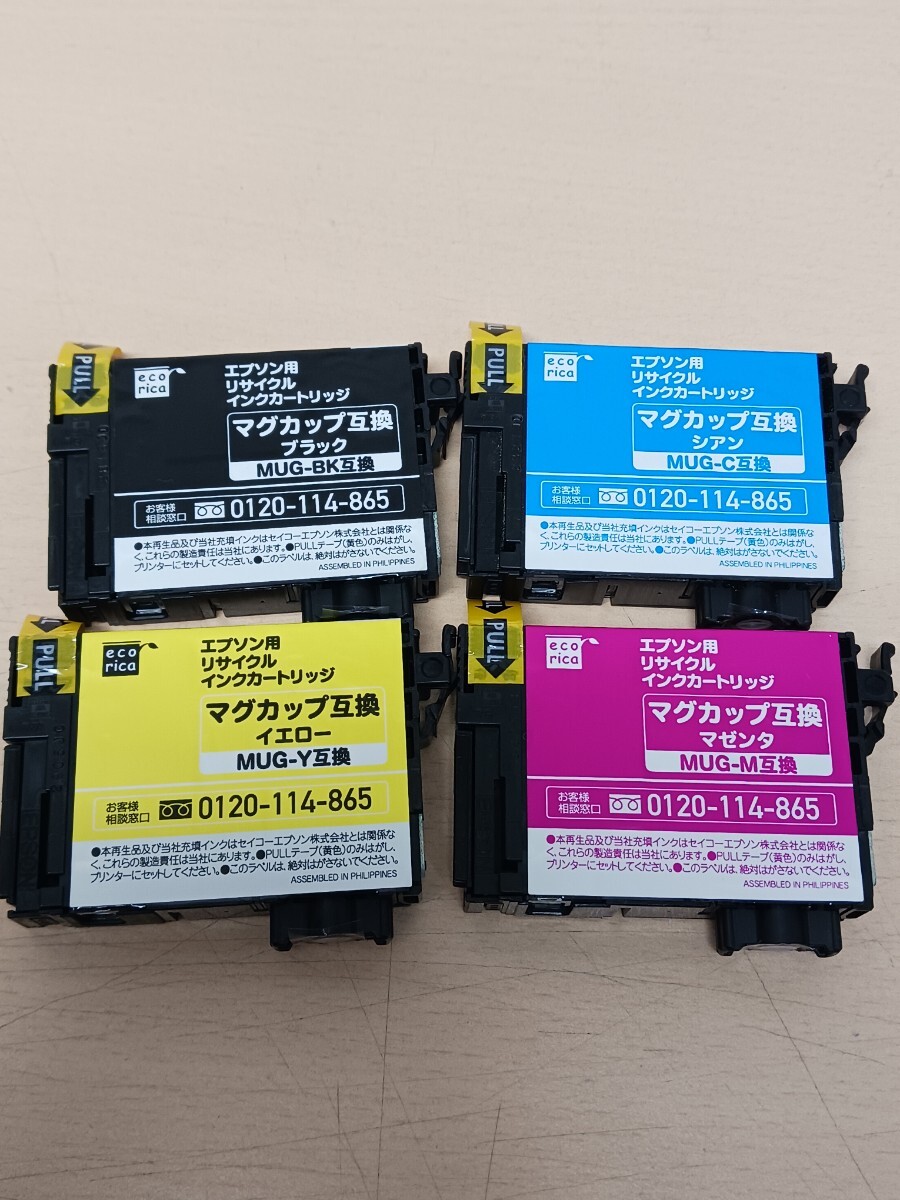 PULL
eco
rica
エプソン用
リサイクル
インクカートリッジ
マグカップ互換
ブラック
MUG-BK互換
お客様
相談窓口
0120-114-865
●本再生品及び当社充填インクはセイコーエプソン株式会社とは関係な
く、これらの製造責任は当社にあります。●PULLテープ(黄色)のみはがし、
プリンターにセットしてください。●このラベルは、絶対はがさないでください。
ASSEMBLED IN PHILIPPINES
PULL
eco
rica
エプソン用
リサイクル
インクカートリッジ
マグカップ互換
シアン
MUG-C互換
お客様
相談窓口
0120-114-865
●本再生品及び当社充填インクはセイコーエプソン株式会社とは関係な
く、これらの製造責任は当社にあります。●PULLテープ(黄色)のみはがし、
プリンターにセットしてください。●このラベルは、絶対はがさないでください。
ASSEMBLED IN PHILIPPINES
PULL
eco
rica
エプソン用
リサイクル
インクカートリッジ
マグカップ互換
イエロー
MUG-Y互換
お客様
相談窓口
0120-114-865
●本再生品及び当社充填インクはセイコーエプソン株式会社とは関係な
く、これらの製造責任は当社にあります。●PULLテープ(黄色)のみはがし、
プリンターにセットしてください。●このラベルは、絶対はがさないでください。
ASSEMBLED IN PHILIPPINES
PULL
eco
rica
エプソン用
リサイクル
インクカートリッジ
マグカップ互換
マゼンタ
MUG-M互換
お客様
相談窓口
0120-114-865
●本再生品及び当社充填インクはセイコーエプソン株式会社とは関係な
く、これらの製造責任は当社にあります。●PULLテープ(黄色)のみはがし、
プリンターにセットしてください。●このラベルは、絶対はがさないでください。
ASSEMBLED IN PHILIPPINES